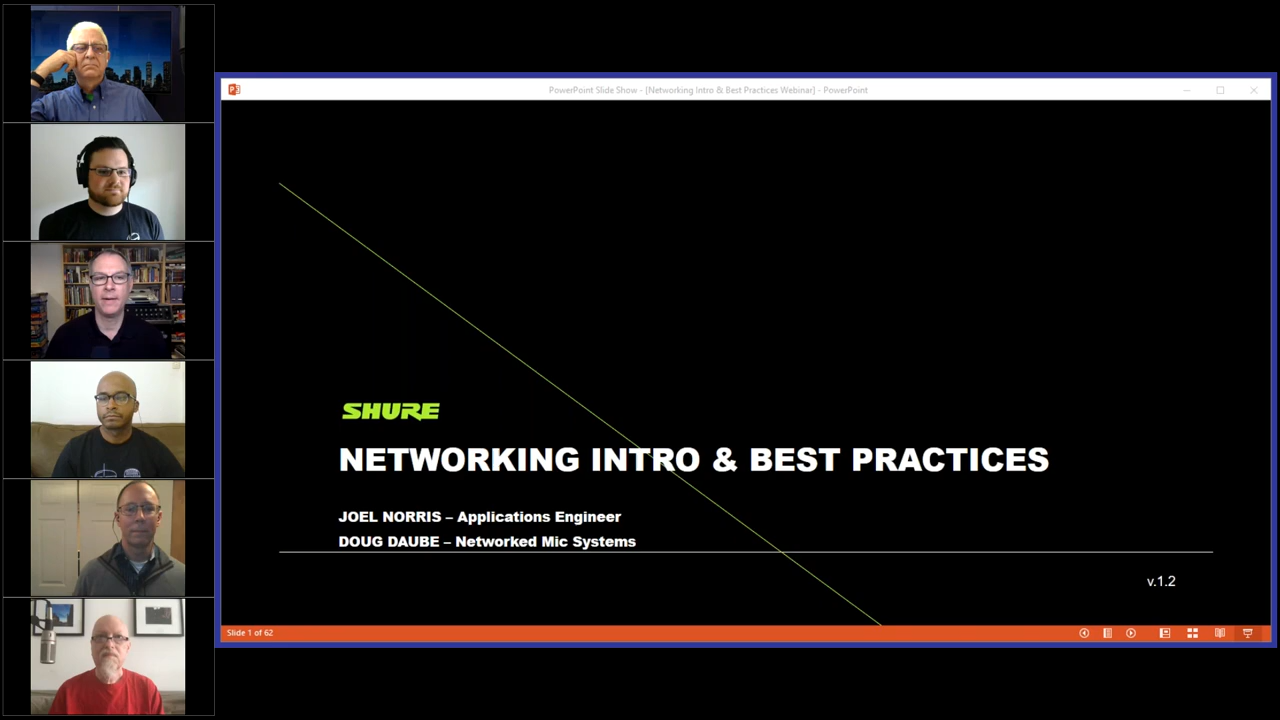 PowerPoint Slide Show - [Networking Intro & Best Practices Webinar] - PowerPoint
SHURE
NETWORKING INTRO & BEST PRACTICES
JOEL NORRIS – Applications Engineer
DOUG DAUBE – Networked Mic Systems
v.1.2
Slide 1 of 62